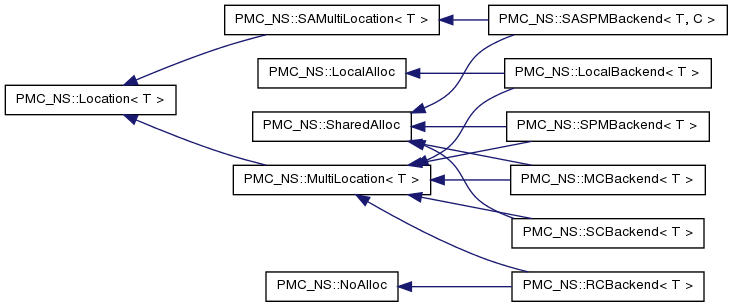 PMC_NS::SAMultiLocation< T >
PMC_NS::SASPMBackend< T, C >
PMC_NS::LocalAlloc
PMC_NS::LocalBackend< T >
PMC_NS::Location< T >
PMC_NS::SharedAlloc
PMC_NS::SPMBackend< T >
PMC_NS::MultiLocation< T >
PMC_NS::MCBackend< T >
PMC_NS::SCBackend< T >
PMC_NS::NoAlloc
PMC_NS::RCBackend< T >